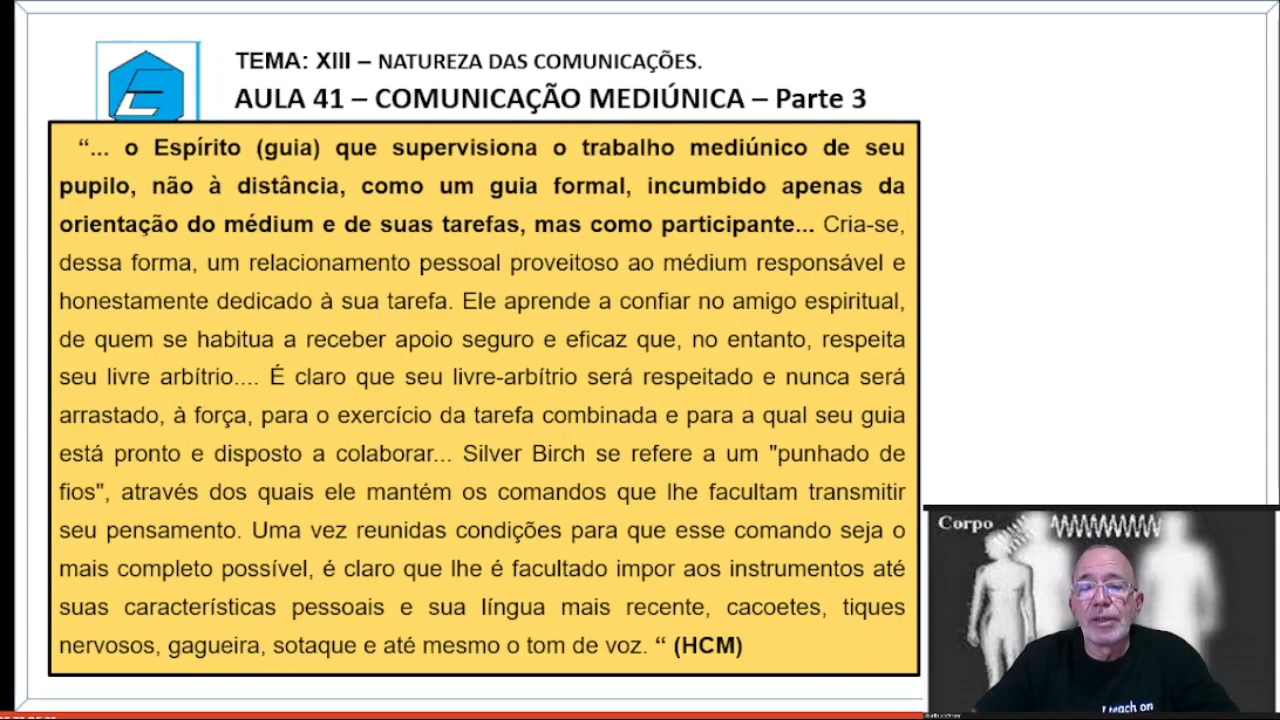 TEMA: XIII – NATUREZA DAS COMUNICAÇÕES.
AULA 41 – COMUNICAÇÃO MEDIÚNICA – Parte 3
“... o Espírito (guia) que supervisiona o trabalho mediúnico de seu
pupilo, não à distância, como um guia formal, incumbido apenas da
orientação do médium e de suas tarefas, mas como participante... Cria-se,
dessa forma, um relacionamento pessoal proveitoso ao médium responsável e
honestamente dedicado à sua tarefa. Ele aprende a confiar no amigo espiritual,
de quem se habitua a receber apoio seguro e eficaz que, no entanto, respeita
seu livre arbítrio.... É claro que seu livre-arbítrio será respeitado e nunca será
arrastado, à força, para o exercício da tarefa combinada e para a qual seu guia
está pronto e disposto a colaborar... Silver Birch se refere a um "punhado de
fios", através dos quais ele mantém os comandos que lhe facultam transmitir
seu pensamento. Uma vez reunidas condições para que esse comando seja o
mais completo possível, é claro que lhe é facultado impor aos instrumentos até
suas características pessoais e sua língua mais recente, cacoetes, tiques
nervosos, gagueira, sotaque e até mesmo o tom de voz. “ (HCM)
Corpo
I teach on